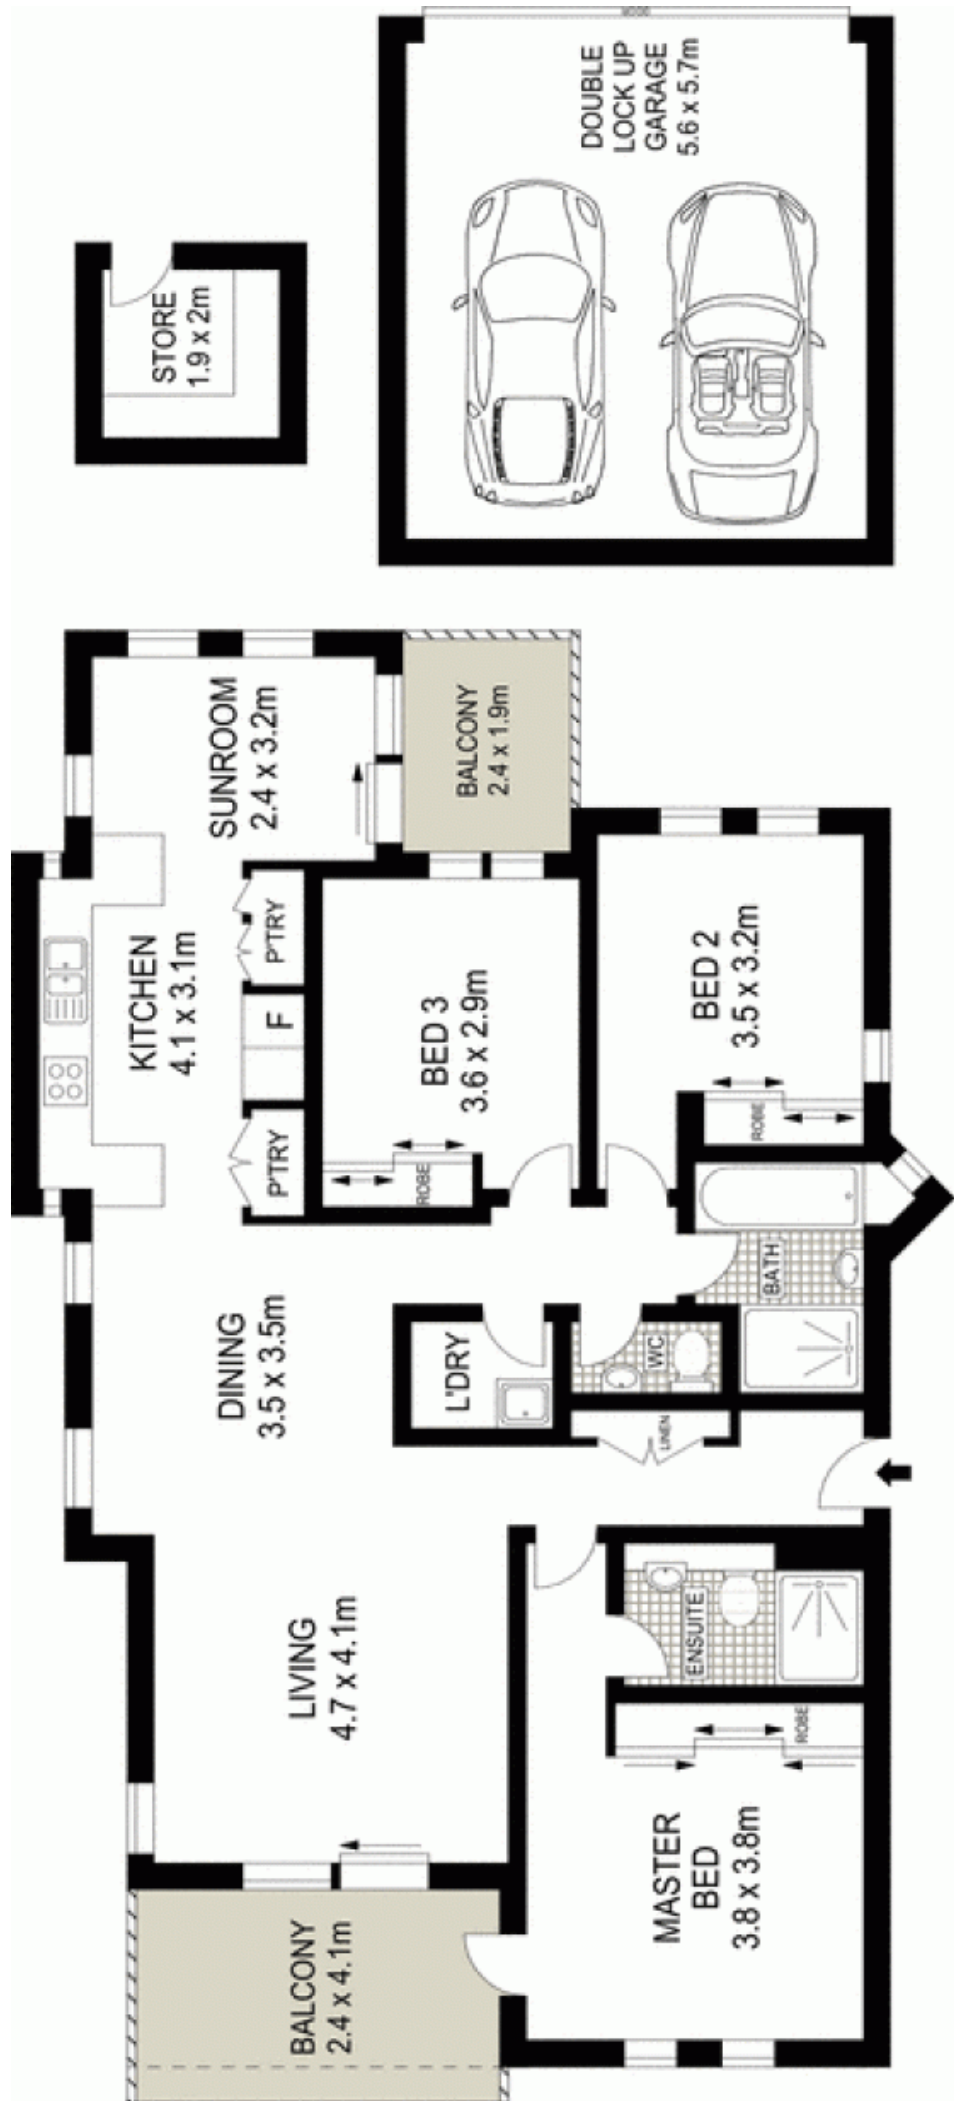 DOUBLE
LOCK UP
GARAGE
5.6 x 5.7m
STORE
1.9 x 2m
SUNROOM
2.4 x 3.2m
BALCONY
2.4 x 1.9m
KITCHEN
4.1 x 3.1m
P'TRY
F
P'TRY
BED 3
3.6 x 2.9m
ROBE
BED 2
3.5 x 3.2m
ROBE
BATH
DINING
3.5 x 3.5m
L'DRY
WC
LINEN
LIVING
4.7 x 4.1m
ENSUITE
ROBE
MASTER
BED
3.8 x 3.8m
BALCONY
2.4 x 4.1m